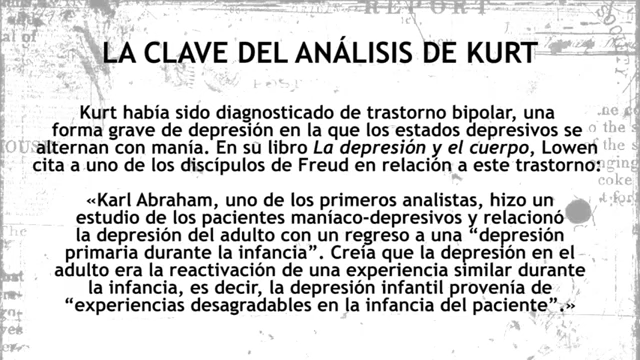 REPORT
LA CLAVE DEL ANÁLISIS DE KURT
Kurt había sido diagnosticado de trastorno bipolar, una
forma grave de depresión en la que los estados depresivos se
alternan con manía. En su libro La depresión y el cuerpo, Lowen
cita a uno de los discípulos de Freud en relación a este trastorno:
«Karl Abraham, uno de los primeros analistas, hizo un
estudio de los pacientes maníaco-depresivos y relacionó
la depresión del adulto con un regreso a una “depresión
primaria durante la infancia”. Creía que la depresión en el
adulto era la reactivación de una experiencia similar durante
la infancia, es decir, la depresión infantil provenía de
“experiencias desagradables en la infancia del paciente”.»